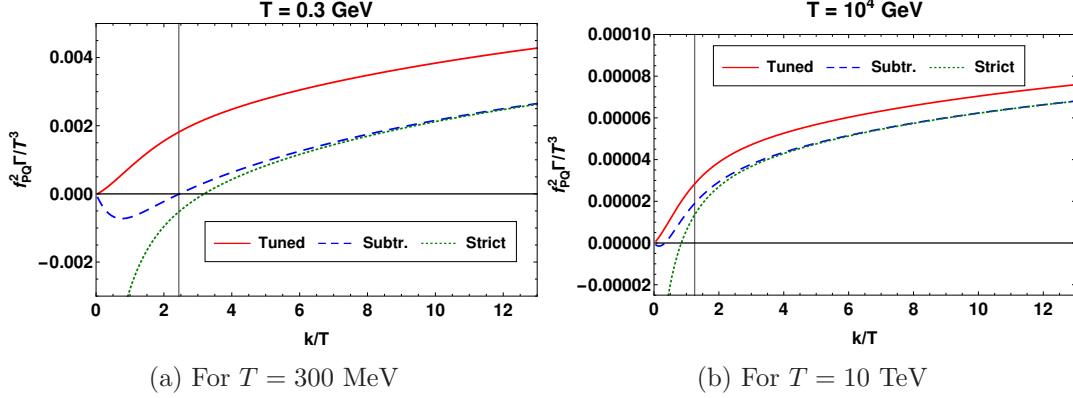 T = 0.3 GeV
f²PQ Γ/T³
0.004
0.002
0.000
−0.002
Tuned Subtr. Strict
0 2 4 6 8 10 12
k/T
(a) For T = 300 MeV
T = 10⁴ GeV
f²PQ Γ/T³
0.00010
0.00008
0.00006
0.00004
0.00002
0.00000
−0.00002
Tuned Subtr. Strict
0 2 4 6 8 10 12
k/T
(b) For T = 10 TeV